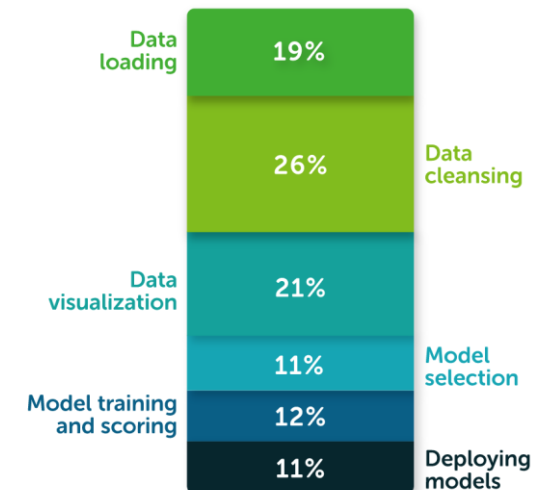 Data
loading
19%
26%
Data
cleansing
Data
visualization
21%
11%
Model
selection
Model training
and scoring
12%
11%
Deploying
models